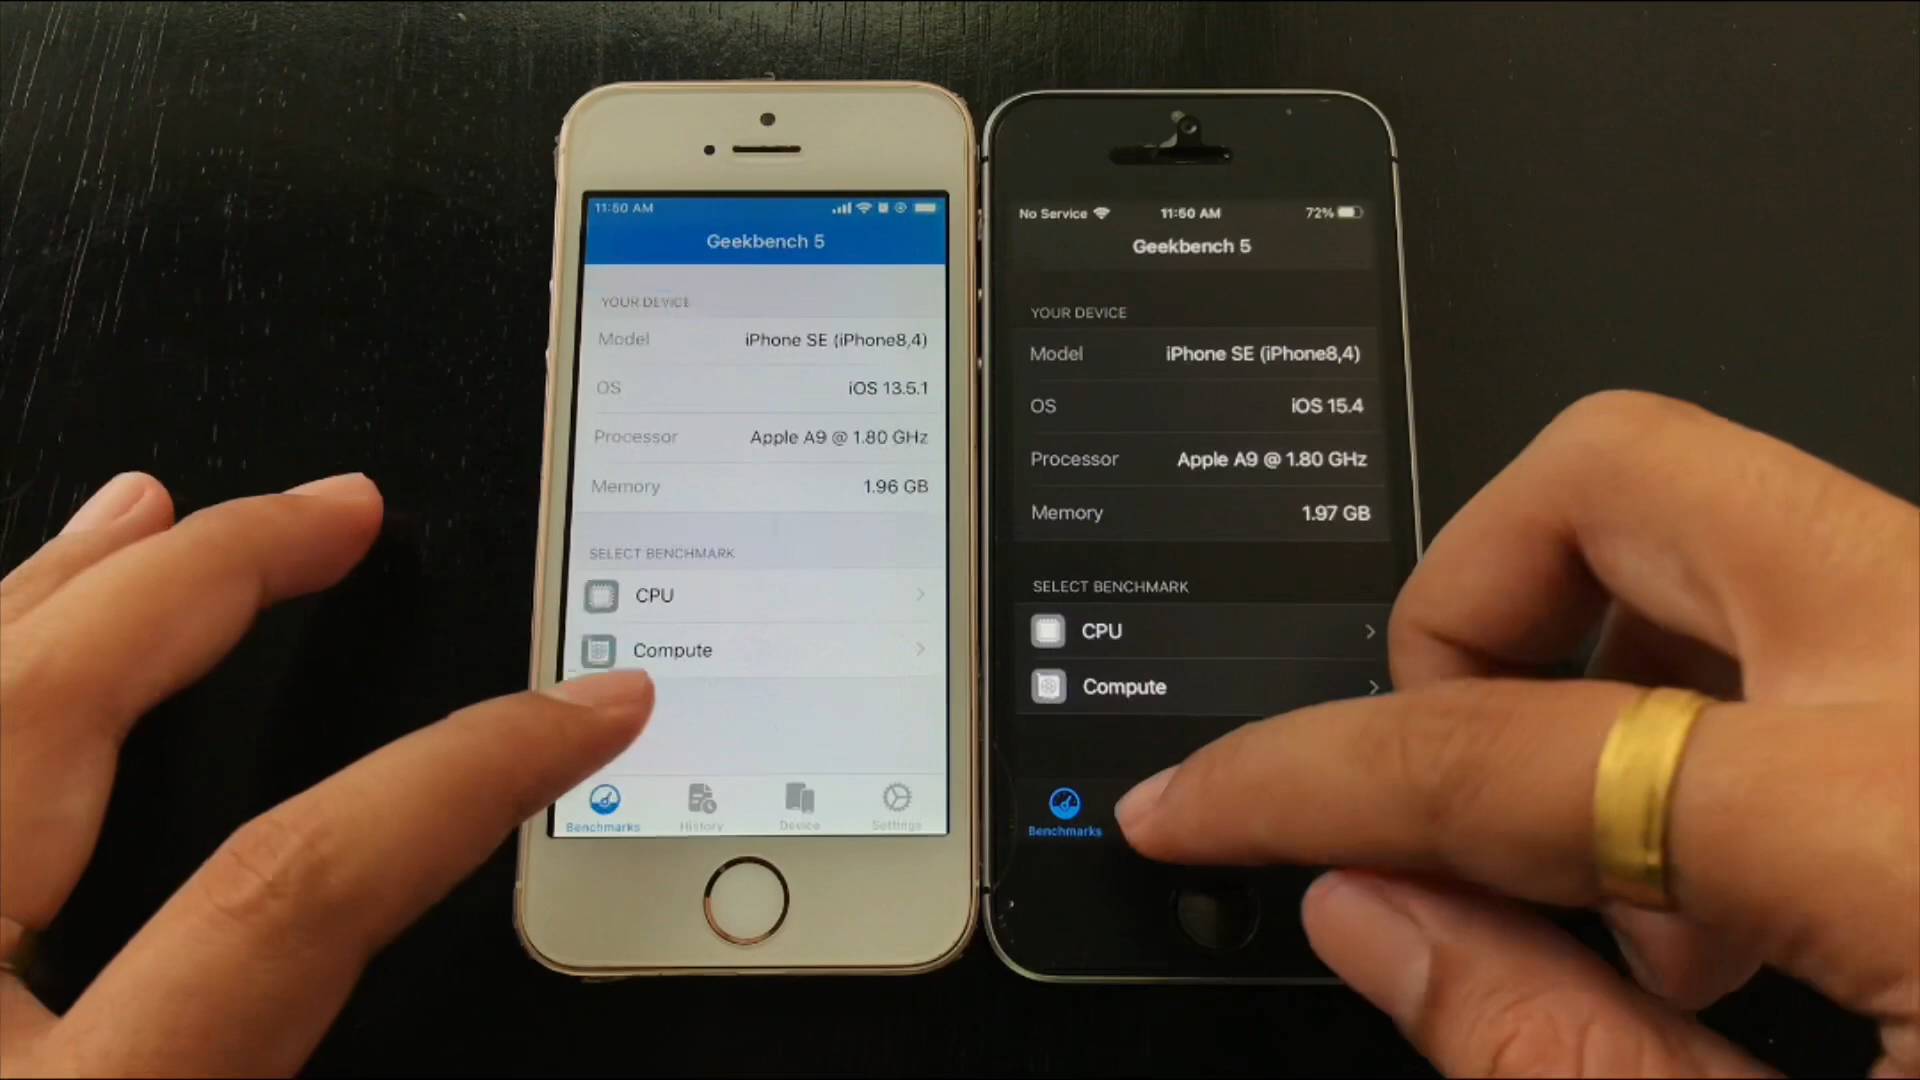 11:50 AM
Geekbench 5
YOUR DEVICE
Model iPhone SE (iPhone8,4)
OS iOS 13.5.1
Processor Apple A9 @ 1.80 GHz
Memory 1.96 GB
SELECT BENCHMARK
CPU
Compute
Benchmarks History Device Settings
No Service 11:50 AM 72%
Geekbench 5
YOUR DEVICE
Model iPhone SE (iPhone8,4)
OS iOS 15.4
Processor Apple A9 @ 1.80 GHz
Memory 1.97 GB
SELECT BENCHMARK
CPU
Compute
Benchmarks